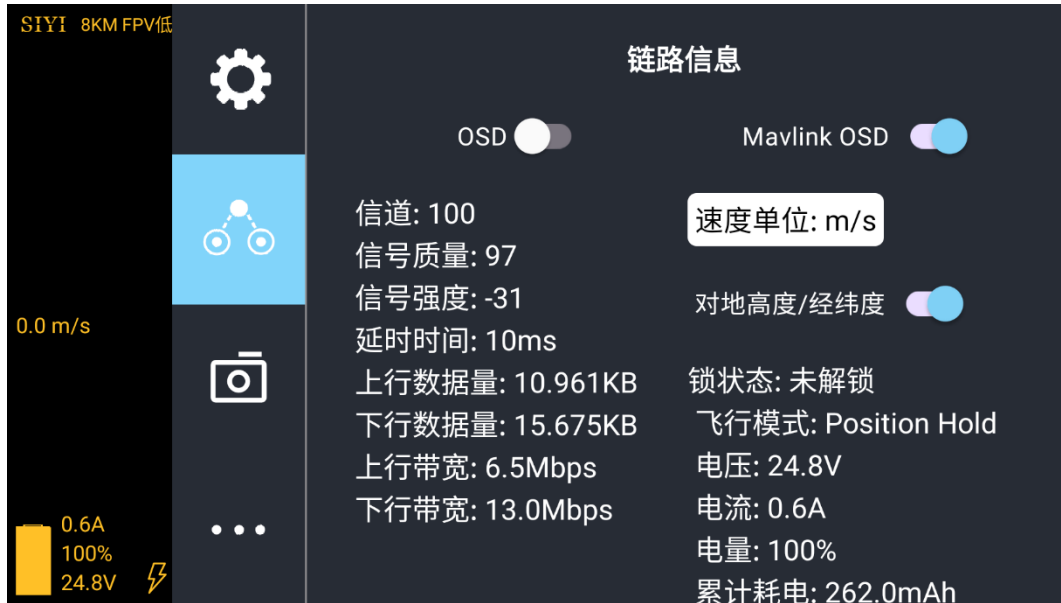 SIYI 8KM FPV低
0.0 m/s
0.6A
100%
24.8V
链路信息
OSD
Mavlink OSD
信道: 100
信号质量: 97
信号强度: -31
延时时间: 10ms
上行数据量: 10.961KB
下行数据量: 15.675KB
上行带宽: 6.5Mbps
下行带宽: 13.0Mbps
速度单位: m/s
对地高度/经纬度
锁状态: 未解锁
飞行模式: Position Hold
电压: 24.8V
电流: 0.6A
电量: 100%
累计耗电: 262.0mAh